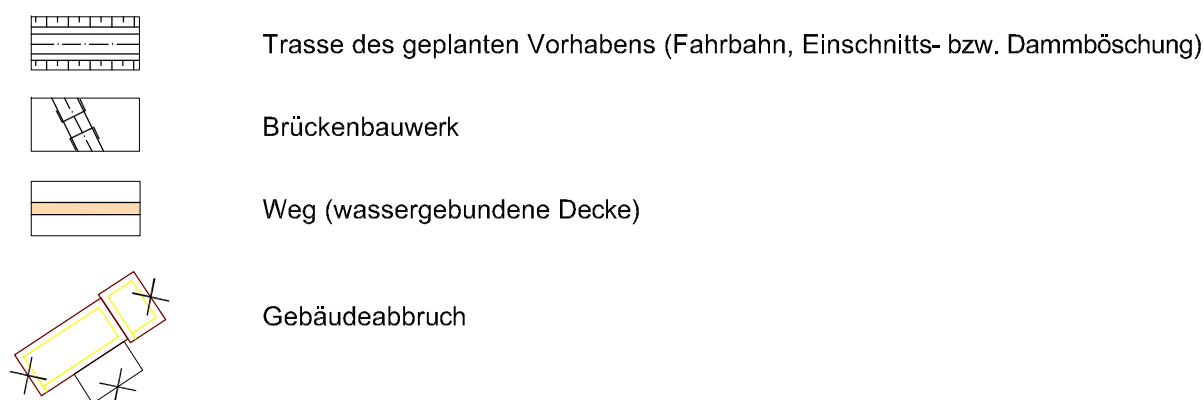 Trasse des geplanten Vorhabens (Fahrbahn, Einschnitts- bzw. Dammböschung)
Brückenbauwerk
Weg (wassergebundene Decke)
Gebäudeabbruch